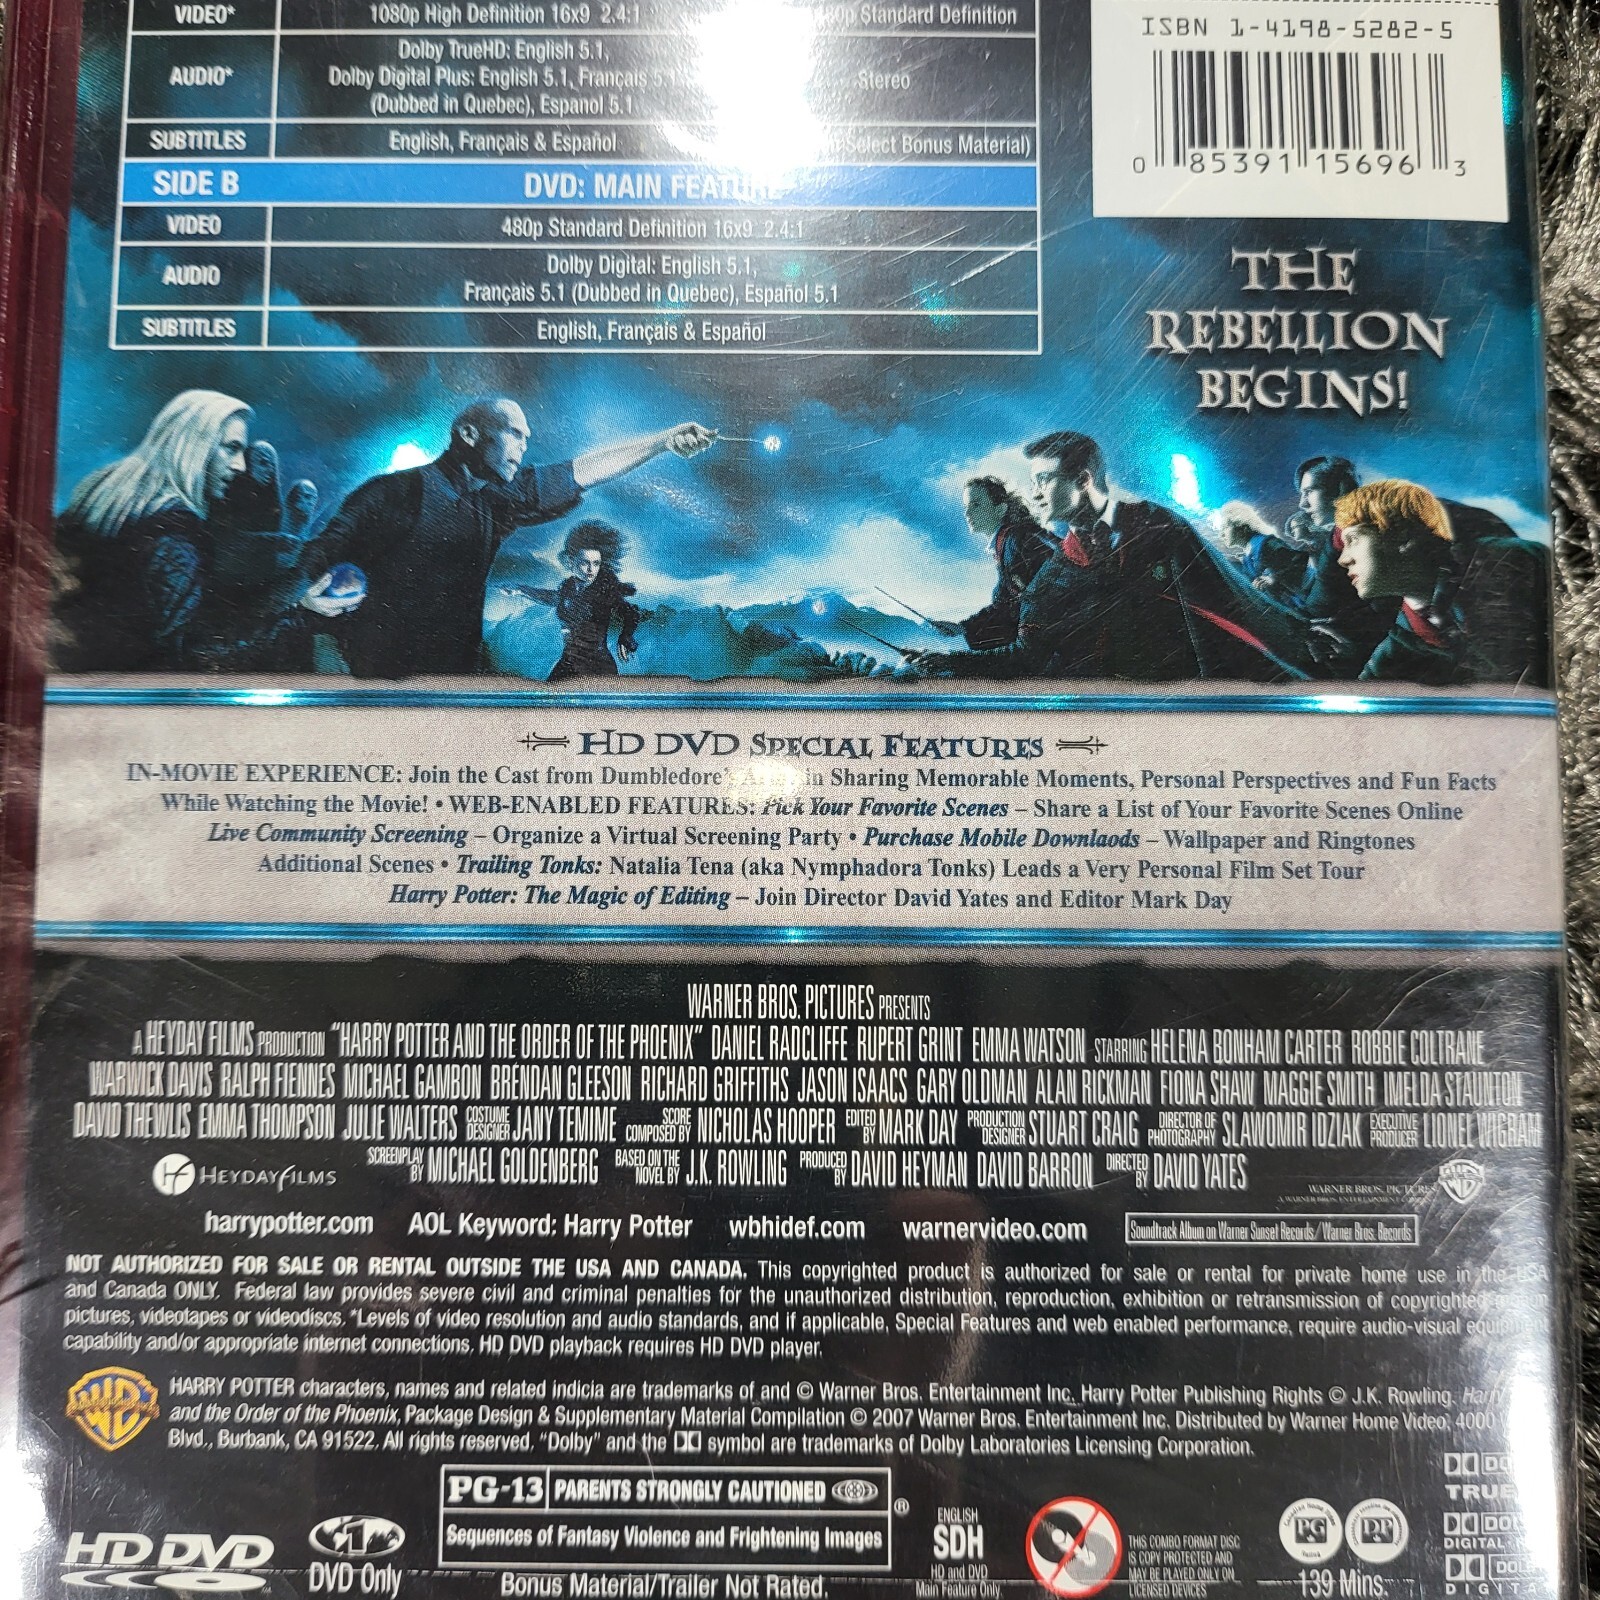 VIDEO* 1080p High Definition 16x9 2.4:1 Standard Definition
AUDIO* Dolby TrueHD: English 5.1,
Dolby Digital Plus: English 5.1, Français 5.1
(Dubbed in Quebec), Espanol 5.1
Stereo
SUBTITLES English, Français & Español Select Bonus Material)
SIDE B DVD: MAIN FEATURE
VIDEO 480p Standard Definition 16x9 2.4:1
AUDIO Dolby Digital: English 5.1,
Français 5.1 (Dubbed in Quebec), Español 5.1
SUBTITLES English, Français & Español
ISBN 1-4198-5282-5
0 85391 15696 3
THE
REBELLION
BEGINS!
HD DVD SPECIAL FEATURES
IN-MOVIE EXPERIENCE: Join the Cast from Dumbledore's Army in Sharing Memorable Moments, Personal Perspectives and Fun Facts
While Watching the Movie! • WEB-ENABLED FEATURES: Pick Your Favorite Scenes – Share a List of Your Favorite Scenes Online
Live Community Screening – Organize a Virtual Screening Party • Purchase Mobile Downlaods – Wallpaper and Ringtones
Additional Scenes • Trailing Tonks: Natalia Tena (aka Nymphadora Tonks) Leads a Very Personal Film Set Tour
Harry Potter: The Magic of Editing – Join Director David Yates and Editor Mark Day
WARNER BROS. PICTURES PRESENTS
A HEYDAY FILMS PRODUCTION "HARRY POTTER AND THE ORDER OF THE PHOENIX" DANIEL RADCLIFFE RUPERT GRINT EMMA WATSON STARRING HELENA BONHAM CARTER ROBBIE COLTRANE
WARWICK DAVIS RALPH FIENNES MICHAEL GAMBON BRENDAN GLEESON RICHARD GRIFFITHS JASON ISAACS GARY OLDMAN ALAN RICKMAN FIONA SHAW MAGGIE SMITH IMELDA STAUNTON
DAVID THEWLIS EMMA THOMPSON JULIE WALTERS COSTUME DESIGNER JANY TEMIME SCORE COMPOSED BY NICHOLAS HOOPER EDITED BY MARK DAY PRODUCTION DESIGNER STUART CRAIG DIRECTOR OF PHOTOGRAPHY SLAWOMIR IDZIAK EXECUTIVE PRODUCER LIONEL WIGRAM
HEYDAY FILMS SCREENPLAY BY MICHAEL GOLDENBERG BASED ON THE NOVEL BY J.K. ROWLING PRODUCED BY DAVID HEYMAN DAVID BARRON DIRECTED BY DAVID YATES
WARNER BROS. PICTURES
harrypotter.com AOL Keyword: Harry Potter wbhidef.com warnervideo.com Soundtrack Album on Warner Sunset Records/Warner Bros. Records
NOT AUTHORIZED FOR SALE OR RENTAL OUTSIDE THE USA AND CANADA. This copyrighted product is authorized for sale or rental for private home use in the USA
and Canada ONLY. Federal law provides severe civil and criminal penalties for the unauthorized distribution, reproduction, exhibition or retransmission of copyrighted motion
pictures, videotapes or videodiscs. *Levels of video resolution and audio standards, and if applicable, Special Features and web enabled performance, require audio-visual equipment
capability and/or appropriate internet connections. HD DVD playback requires HD DVD player.
WB HARRY POTTER characters, names and related indicia are trademarks of and © Warner Bros. Entertainment Inc. Harry Potter Publishing Rights © J.K. Rowling. Harry
and the Order of the Phoenix, Package Design & Supplementary Material Compilation © 2007 Warner Bros. Entertainment Inc. Distributed by Warner Home Video, 4000
Blvd., Burbank, CA 91522. All rights reserved. "Dolby" and the symbol are trademarks of Dolby Laboratories Licensing Corporation.
PG-13 PARENTS STRONGLY CAUTIONED ®
Sequences of Fantasy Violence and Frightening Images
Bonus Material/Trailer Not Rated.
HD DVD
1
DVD Only
ENGLISH
SDH
HD and DVD
Main Feature Only
THIS COMBO FORMAT DISC
IS COPY PROTECTED AND
MAY BE PLAYED ONLY ON
LICENSED DEVICES
PG DP
139 Mins.
TRUE
DIGITAL